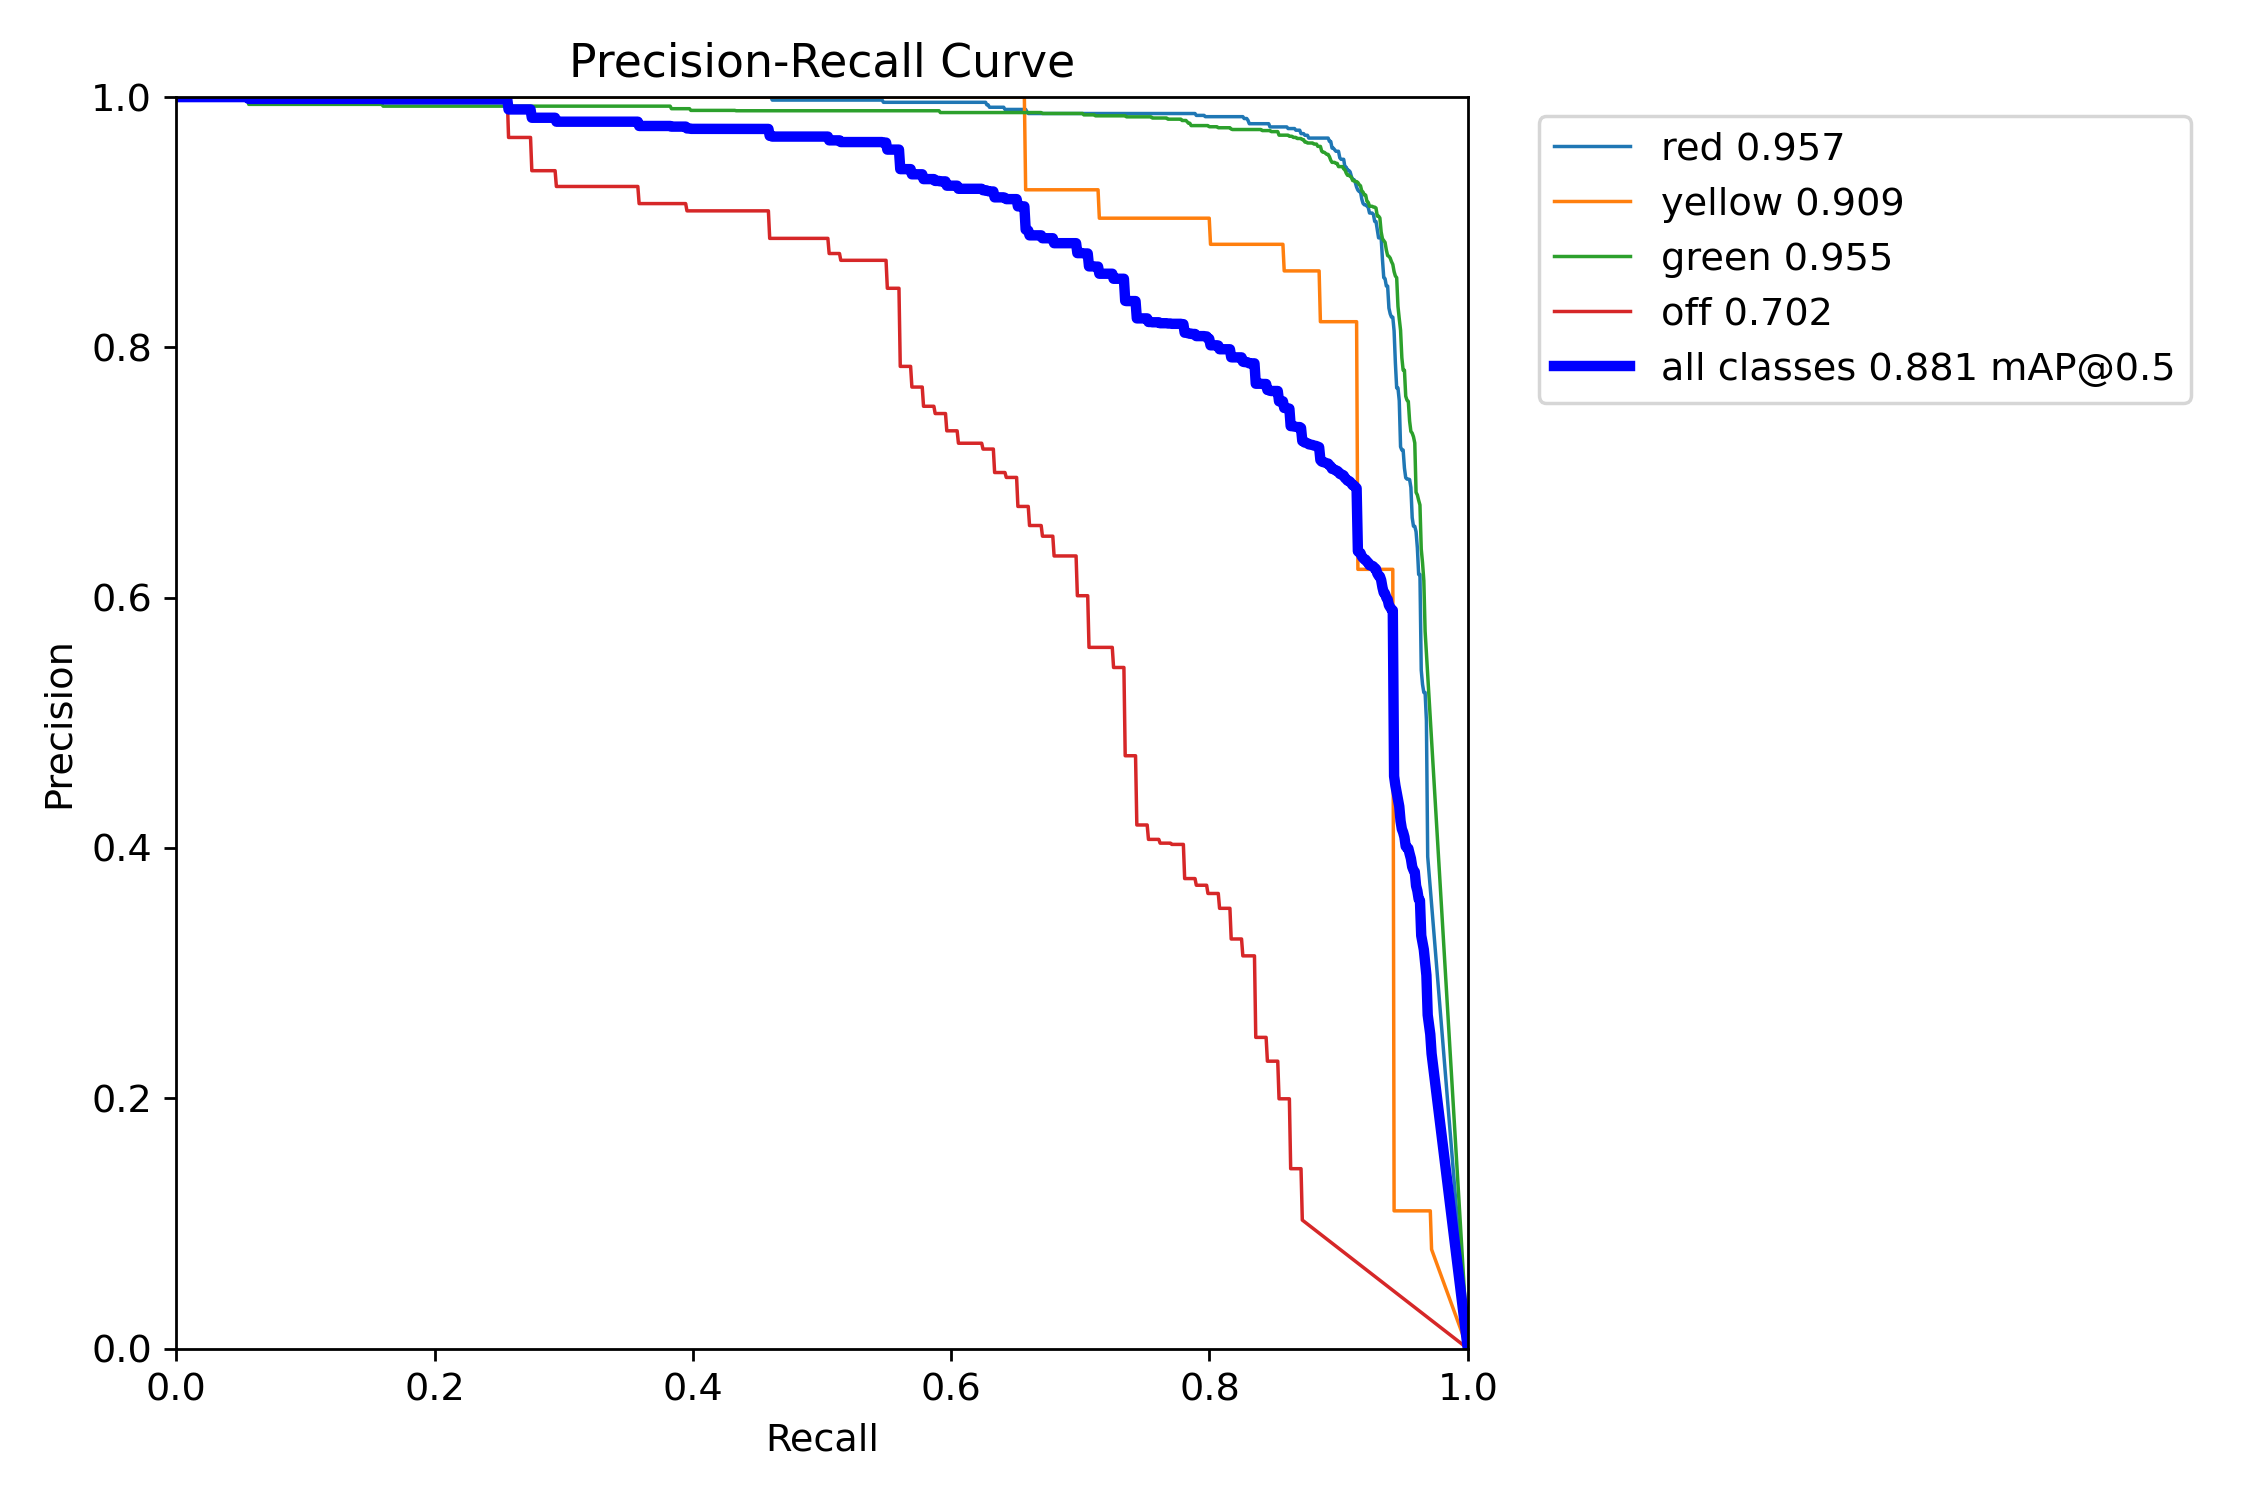 Precision-Recall Curve
1.0
0.8
0.6
0.4
0.2
0.0
Precision
0.0 0.2 0.4 0.6 0.8 1.0
Recall
red 0.957
yellow 0.909
green 0.955
off 0.702
all classes 0.881 mAP@0.5